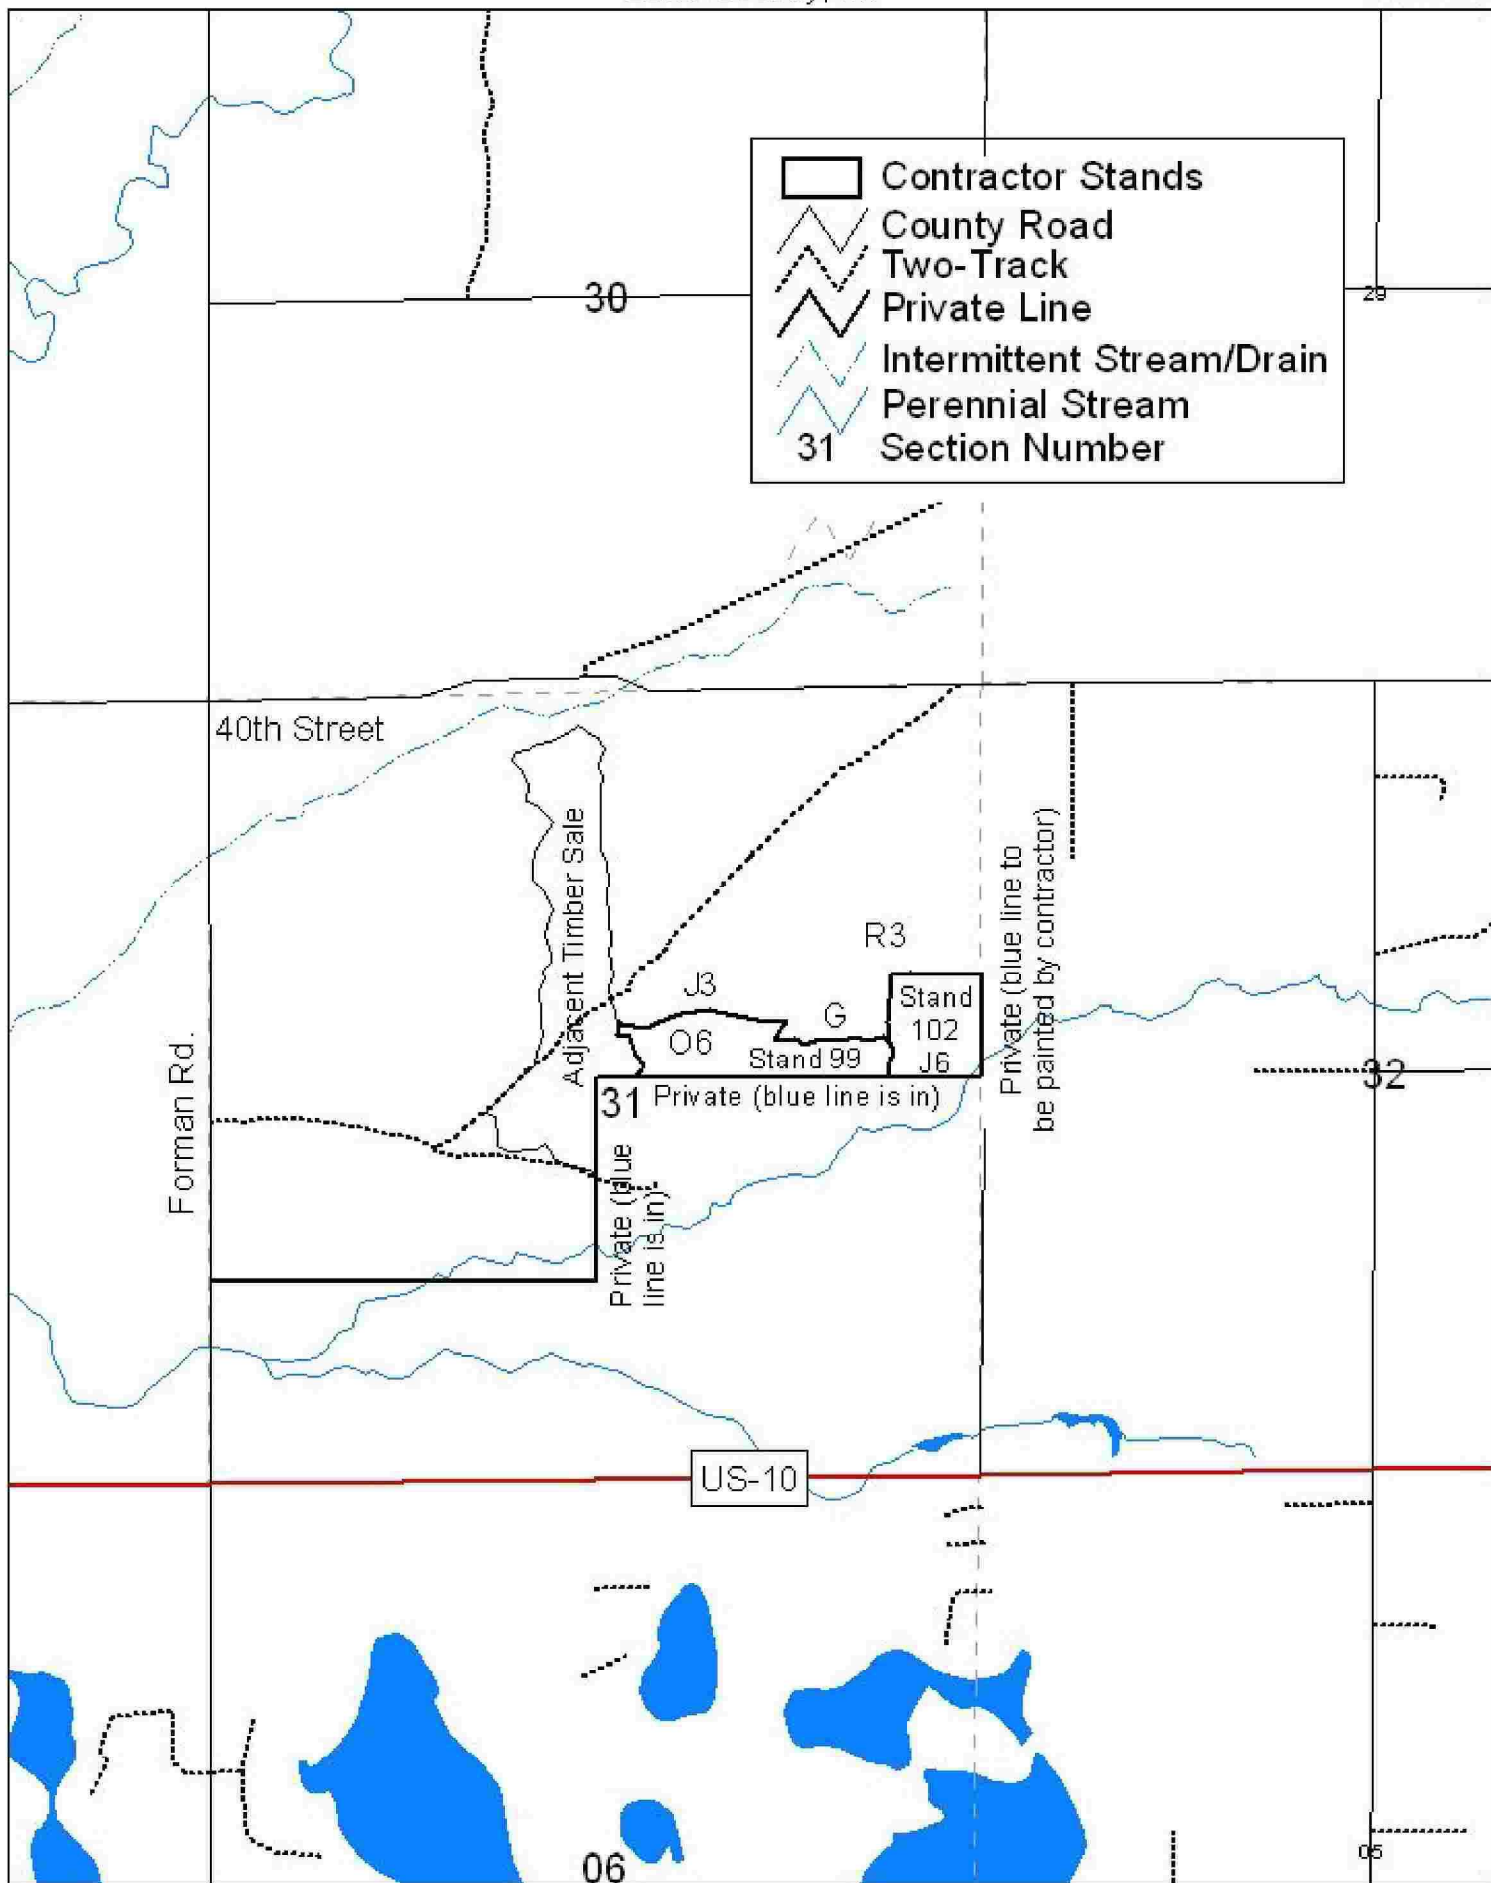 Contractor Stands
County Road
Two-Track
Private Line
Intermittent Stream/Drain
Perennial Stream
31 Section Number
30
29
40th Street
Adjacent Timber Sale
Private (blue line to
be painted by contractor)
R3
J3
G
O6
Stand
102
J6
Stand 99
31
Private (blue line is in)
32
Forman Rd.
Private (blue
line is in)
US-10
06
05